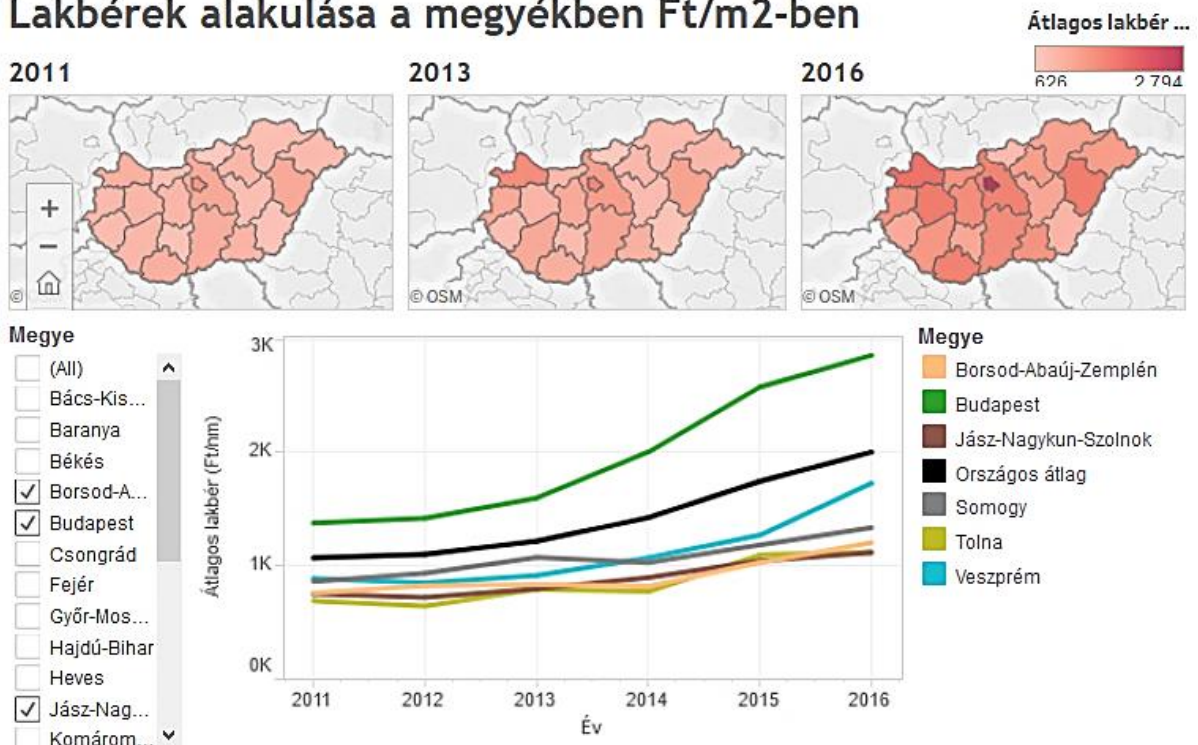 Lakbérek alakulása a megyékben Ft/m2-ben
Átlagos lakbér ...
626 2 794
2011
2013
2016
+
−
©
© OSM
© OSM
Megye
(All)
Bács-Kis...
Baranya
Békés
Borsod-A...
Budapest
Csongrád
Fejér
Győr-Mos...
Hajdú-Bihar
Heves
Jász-Nag...
Komárom...
Átlagos lakbér (Ft/nm)
3K
2K
1K
0K
2011 2012 2013 2014 2015 2016
Év
Megye
Borsod-Abaúj-Zemplén
Budapest
Jász-Nagykun-Szolnok
Országos átlag
Somogy
Tolna
Veszprém